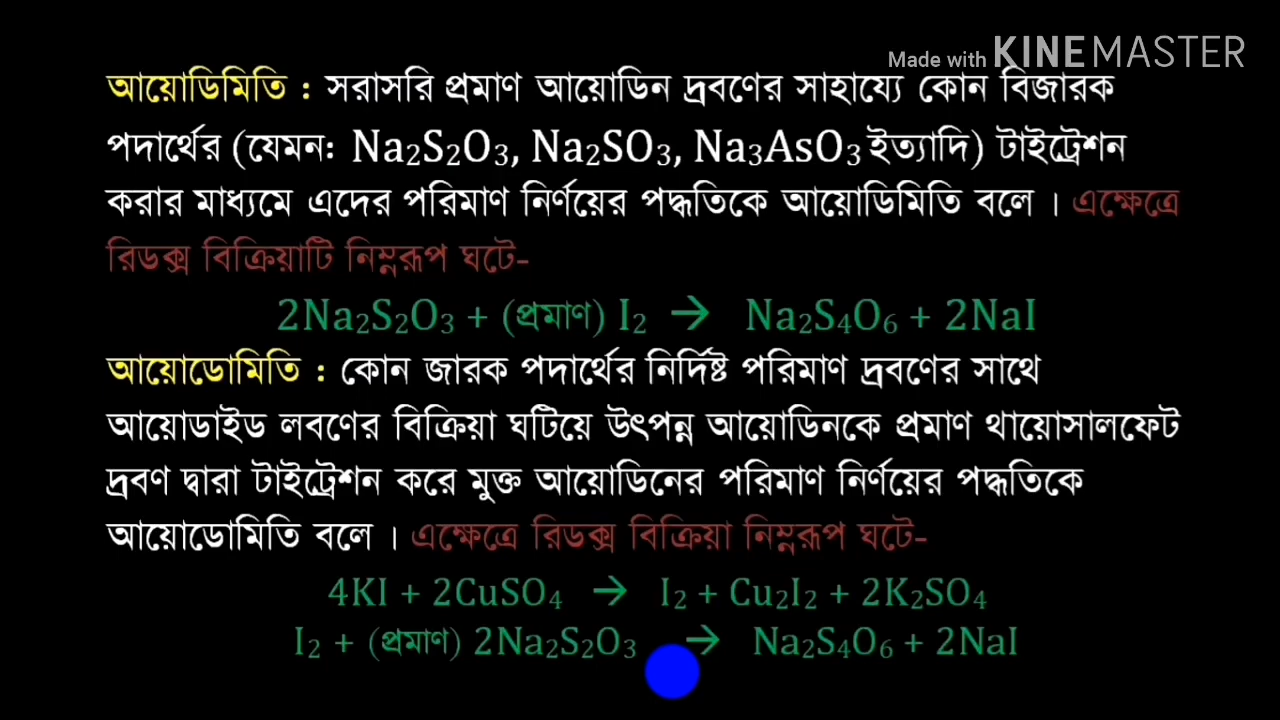 Made with KINEMASTER
আয়োডিমিতি : সরাসরি প্রমাণ আয়োডিন দ্রবণের সাহায্যে কোন বিজারক
পদার্থের (যেমনঃ Na₂S₂O₃, Na₂SO₃, Na₃AsO₃ ইত্যাদি) টাইট্রেশন
করার মাধ্যমে এদের পরিমাণ নির্ণয়ের পদ্ধতিকে আয়োডিমিতি বলে । এক্ষেত্রে
রিডক্স বিক্রিয়াটি নিম্নরূপ ঘটে-
2Na₂S₂O₃ + (প্রমাণ) I₂ → Na₂S₄O₆ + 2NaI
আয়োডোমিতি : কোন জারক পদার্থের নির্দিষ্ট পরিমাণ দ্রবণের সাথে
আয়োডাইড লবণের বিক্রিয়া ঘটিয়ে উৎপন্ন আয়োডিনকে প্রমাণ থায়োসালফেট
দ্রবণ দ্বারা টাইট্রেশন করে মুক্ত আয়োডিনের পরিমাণ নির্ণয়ের পদ্ধতিকে
আয়োডোমিতি বলে । এক্ষেত্রে রিডক্স বিক্রিয়া নিম্নরূপ ঘটে-
4KI + 2CuSO₄ → I₂ + Cu₂I₂ + 2K₂SO₄
I₂ + (প্রমাণ) 2Na₂S₂O₃ → Na₂S₄O₆ + 2NaI